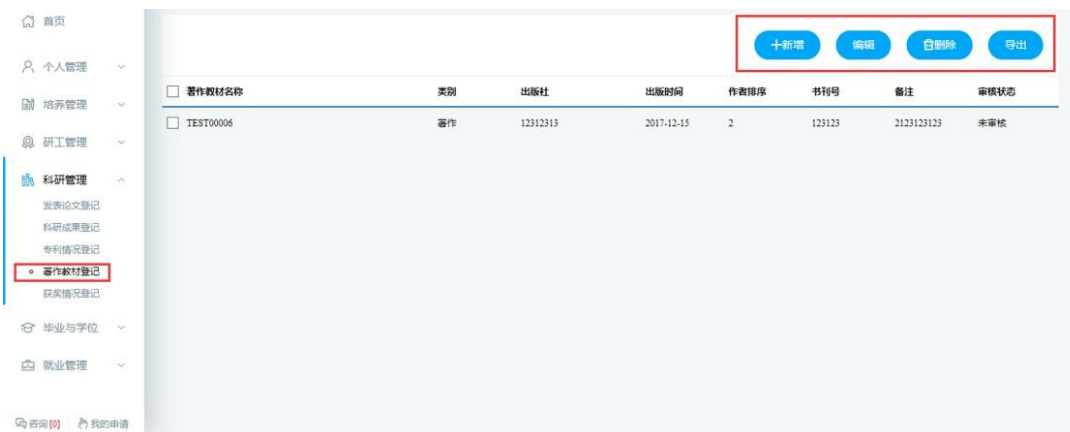 首页
个人管理
培养管理
研工管理
科研管理
发表论文登记
科研成果登记
专利情况登记
著作教材登记
获奖情况登记
毕业与学位
就业管理
咨询[0] 我的申请
十新增 编辑 删除 导出
著作教材名称 类别 出版社 出版时间 作者排序 书刊号 备注 审核状态
TEST00006 著作 12312313 2017-12-15 2 123123 2123123123 未审核